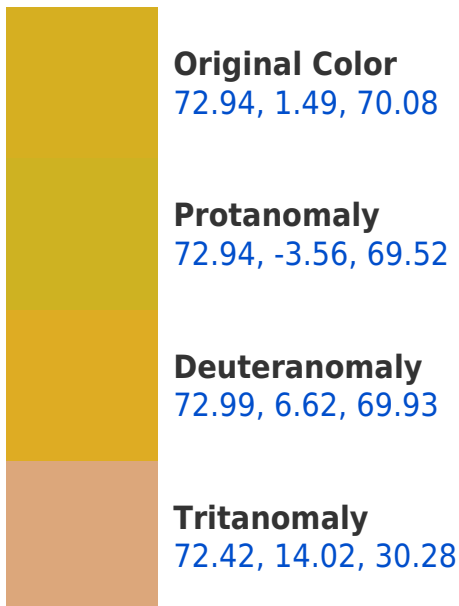 Original Color
72.94, 1.49, 70.08
Protanomaly
72.94, -3.56, 69.52
Deuteranomaly
72.99, 6.62, 69.93
Tritanomaly
72.42, 14.02, 30.28